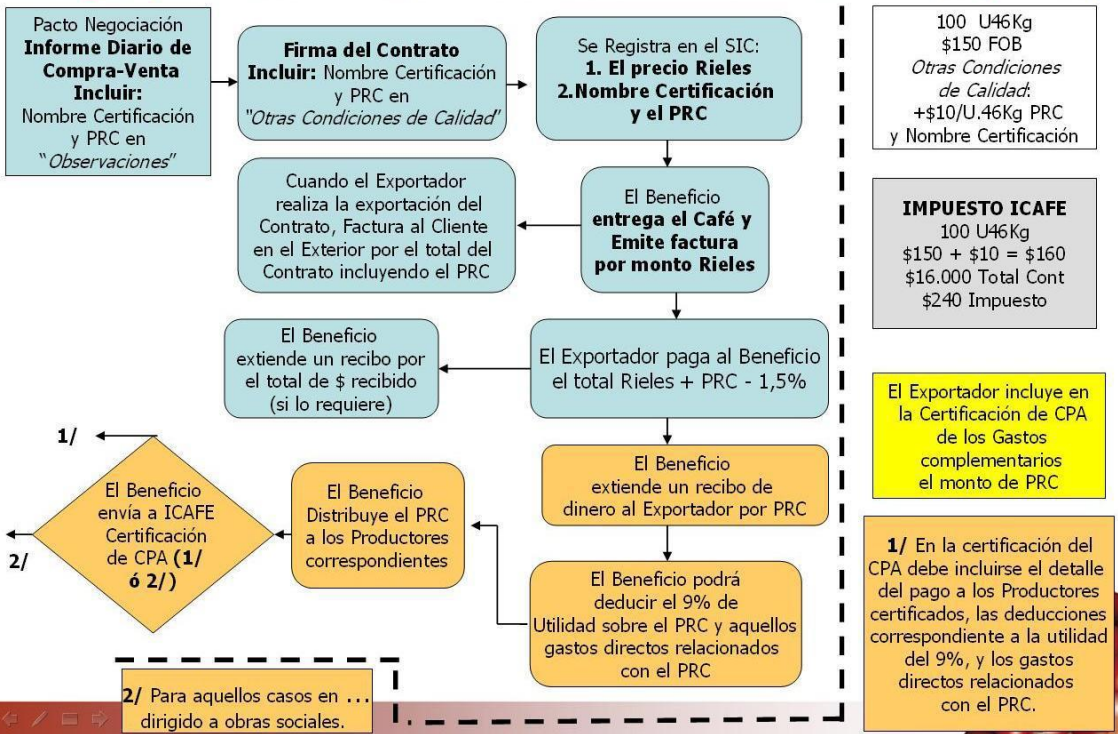 Pacto Negociación
Informe Diario de
Compra-Venta
Incluir:
Nombre Certificación
y PRC en
"Observaciones"
Firma del Contrato
Incluir: Nombre Certificación
y PRC en
"Otras Condiciones de Calidad"
Se Registra en el SIC:
1. El precio Rieles
2.Nombre Certificación
y el PRC
Cuando el Exportador
realiza la exportación del
Contrato, Factura al Cliente
en el Exterior por el total del
Contrato incluyendo el PRC
El Beneficio
entrega el Café y
Emite factura
por monto Rieles
El Beneficio
extiende un recibo por
el total de $ recibido
(si lo requiere)
El Exportador paga al Beneficio
el total Rieles + PRC - 1,5%
1/
El Beneficio
envía a ICAFE
Certificación
de CPA (1/
ó 2/)
2/
El Beneficio
Distribuye el PRC
a los Productores
correspondientes
El Beneficio
extiende un recibo de
dinero al Exportador por PRC
El Beneficio podrá
deducir el 9% de
Utilidad sobre el PRC y aquellos
gastos directos relacionados
con el PRC
2/ Para aquellos casos en ...
dirigido a obras sociales.
100 U46Kg
$150 FOB
Otras Condiciones
de Calidad:
+$10/U.46Kg PRC
y Nombre Certificación
IMPUESTO ICAFE
100 U46Kg
$150 + $10 = $160
$16.000 Total Cont
$240 Impuesto
El Exportador incluye en
la Certificación de CPA
de los Gastos
complementarios
el monto de PRC
1/ En la certificación del
CPA debe incluirse el detalle
del pago a los Productores
certificados, las deducciones
correspondiente a la utilidad
del 9%, y los gastos
directos relacionados
con el PRC.